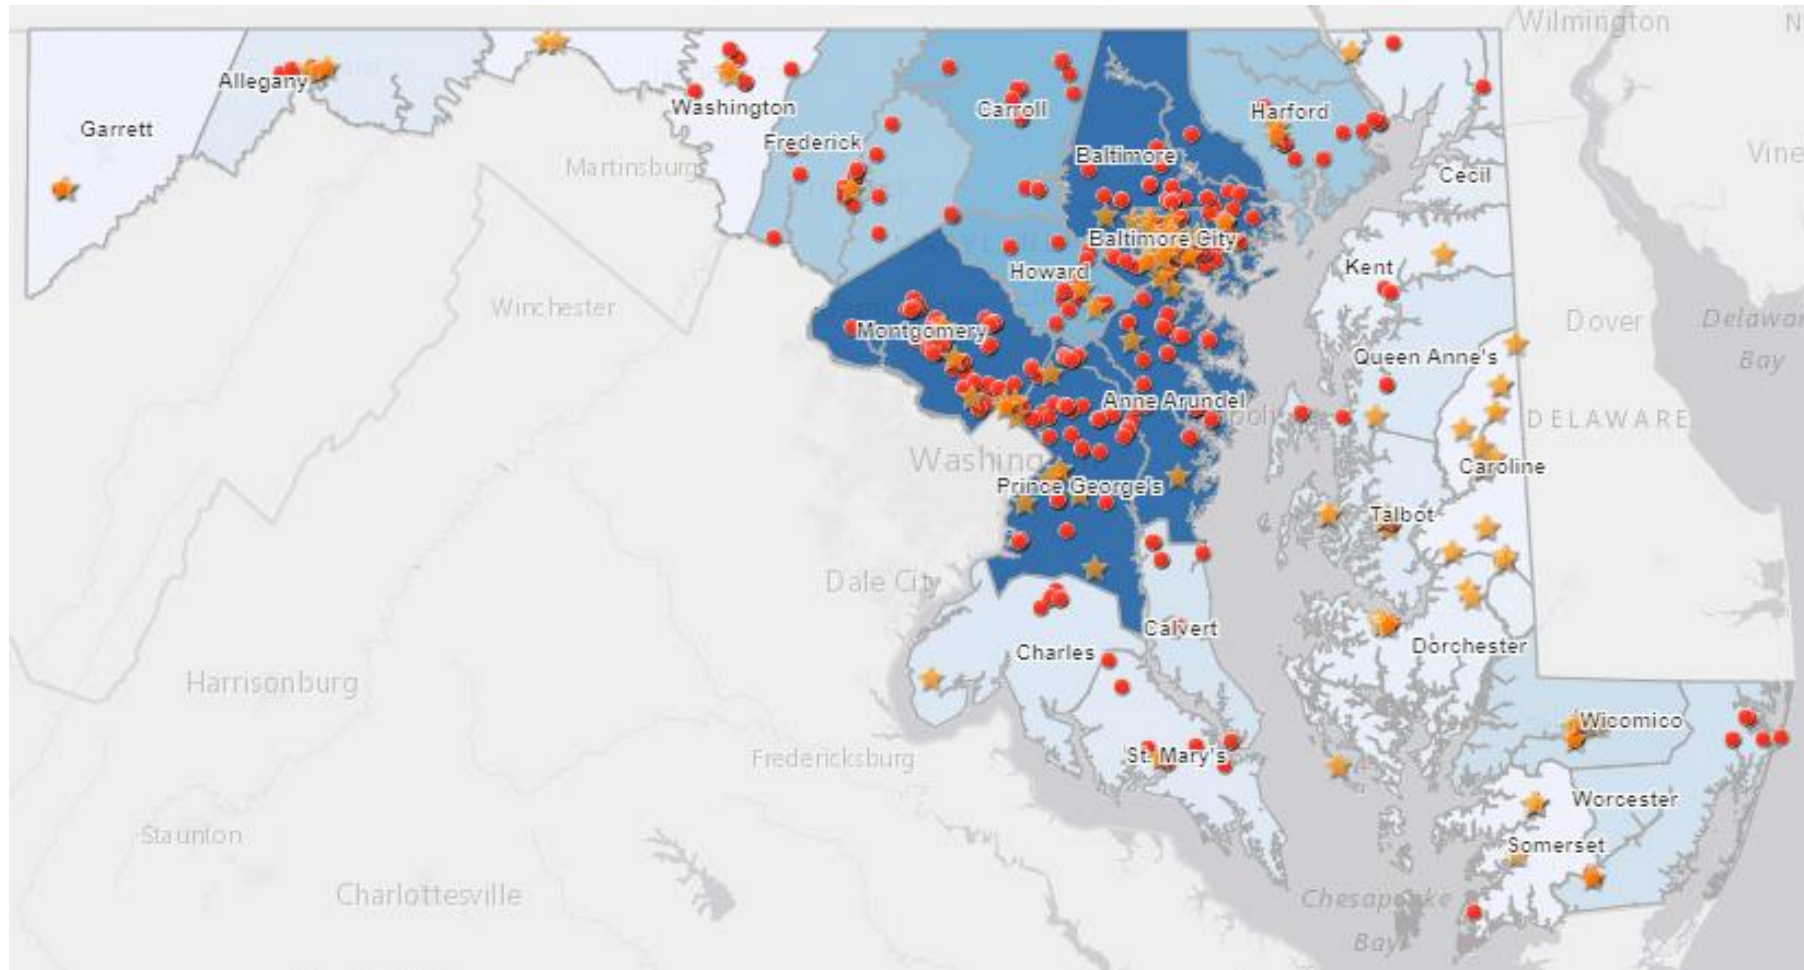 Wilmington
N
Allegany
Washington
Carroll
Harford
Garrett
Frederick
Baltimore
Martinsburg
Vine
Cecil
Baltimore City
Kent
Howard
Winchester
Montgomery
Dover
Delawar
Bay
Queen Anne's
Anne Arundel
DELAWARE
Washing
Prince George's
Caroline
Talbot
Dale City
Calvert
Charles
Dorchester
Harrisonburg
Wicomico
Fredericksburg
St. Mary's
Worcester
Staunton
Somerset
Charlottesville
Chesapeake
Bay